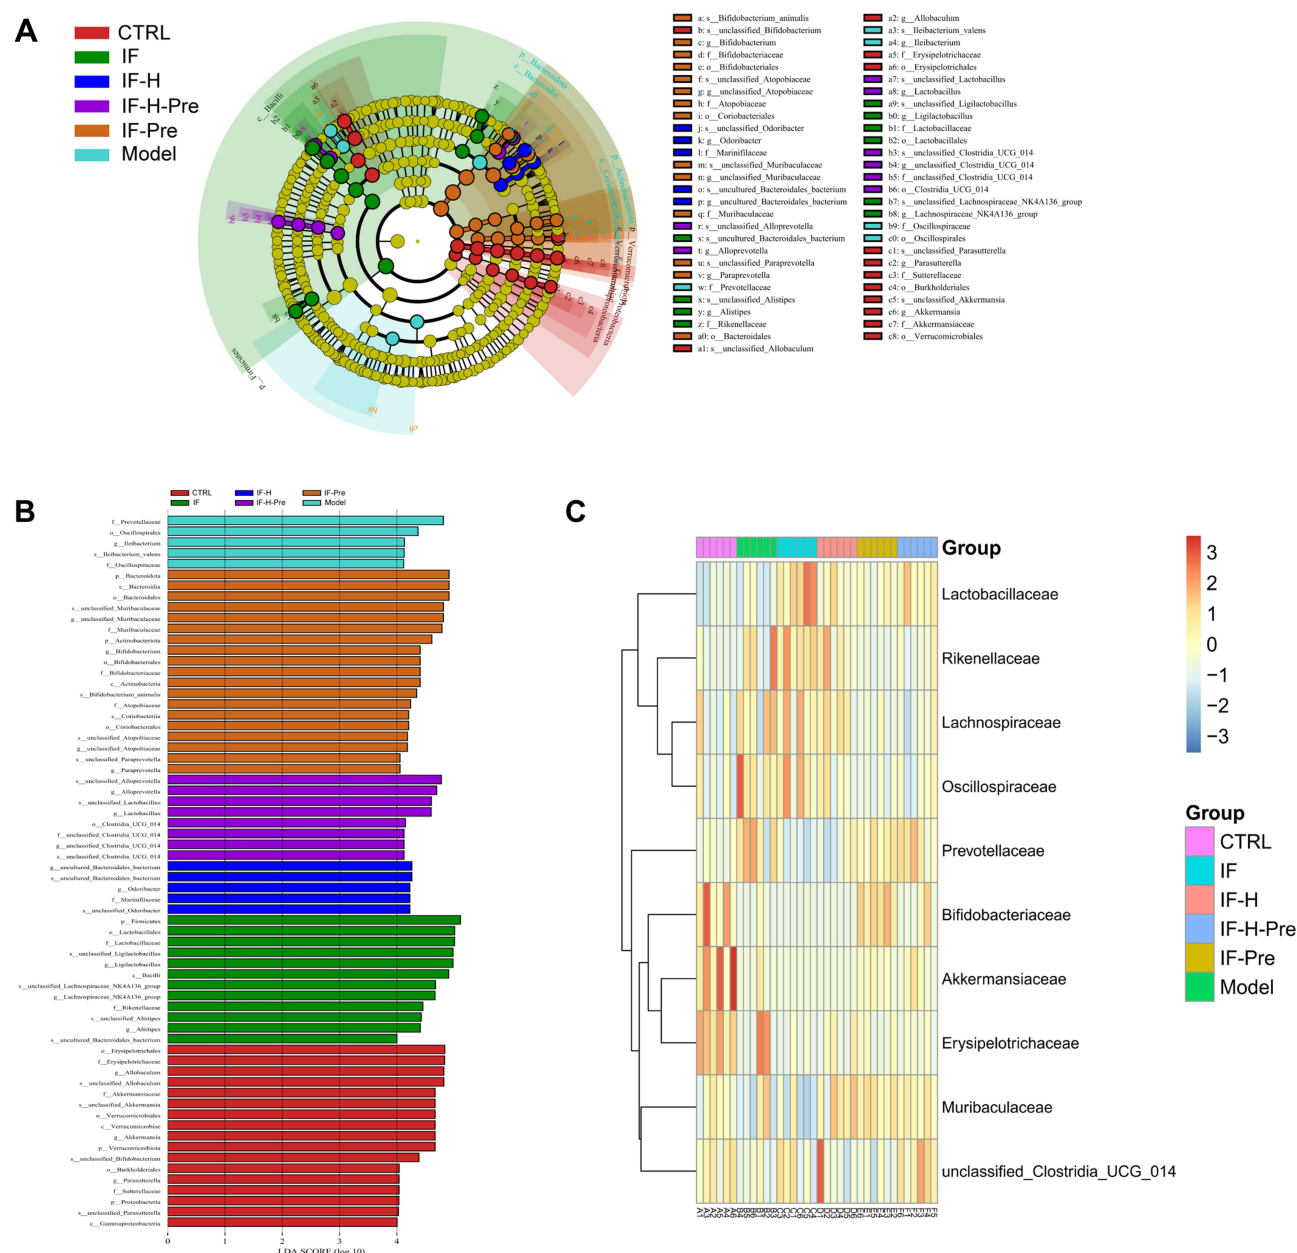 A
CTRL
IF
IF-H
IF-H-Pre
IF-Pre
Model
a: s__Bifidobacterium_animalis
b: s__unclassified_Bifidobacterium
c: g__Bifidobacterium
d: f__Bifidobacteriaceae
e: o__Bifidobacteriales
f: s__unclassified_Atopobiaceae
g: g__unclassified_Atopobiaceae
h: f__Atopobiaceae
i: o__Coriobacteriales
j: s__unclassified_Odoribacter
k: g__Odoribacter
l: f__Marinifilaceae
m: s__unclassified_Muribaculaceae
n: g__unclassified_Muribaculaceae
o: s__uncultured_Bacteroidales_bacterium
p: g__uncultured_Bacteroidales_bacterium
q: f__Muribaculaceae
r: s__unclassified_Alloprevotella
s: s__uncultured_Bacteroidales_bacterium
t: g__Alloprevotella
u: s__unclassified_Paraprevotella
v: g__Paraprevotella
w: f__Prevotellaceae
x: s__unclassified_Alistipes
y: g__Alistipes
z: f__Rikenellaceae
a0: o__Bacteroidales
a1: s__unclassified_Allobaculum
a2: g__Allobaculum
a3: s__Ileibacterium_valens
a4: g__Ileibacterium
a5: f__Erysipelotrichaceae
a6: o__Erysipelotrichales
a7: s__unclassified_Lactobacillus
a8: g__Lactobacillus
a9: s__unclassified_Ligilactobacillus
b0: g__Ligilactobacillus
b1: f__Lactobacillaceae
b2: o__Lactobacillales
b3: s__unclassified_Clostridia_UCG_014
b4: g__unclassified_Clostridia_UCG_014
b5: f__unclassified_Clostridia_UCG_014
b6: o__Clostridia_UCG_014
b7: s__unclassified_Lachnospiraceae_NK4A136_group
b8: g__Lachnospiraceae_NK4A136_group
b9: f__Oscillospiraceae
c0: o__Oscillospirales
c1: s__unclassified_Parasutterella
c2: g__Parasutterella
c3: f__Sutterellaceae
c4: o__Burkholderiales
c5: s__unclassified_Akkermansia
c6: g__Akkermansia
c7: f__Akkermansiaceae
c8: o__Verrucomicrobiales
p__Bacteroidota
c__Bacteroidia
c__Bacilli
p__Firmicutes
b9
c0
B
CTRL
IF
IF-H
IF-H-Pre
IF-Pre
Model
f__Prevotellaceae
o__Oscillospirales
g__Ileibacterium
s__Ileibacterium_valens
f__Oscillospiraceae
p__Bacteroidota
c__Bacteroidia
o__Bacteroidales
s__unclassified_Muribaculaceae
g__unclassified_Muribaculaceae
f__Muribaculaceae
p__Actinobacteriota
g__Bifidobacterium
o__Bifidobacteriales
f__Bifidobacteriaceae
c__Actinobacteria
s__Bifidobacterium_animalis
f__Atopobiaceae
c__Coriobacteriia
o__Coriobacteriales
s__unclassified_Atopobiaceae
g__unclassified_Atopobiaceae
s__unclassified_Paraprevotella
g__Paraprevotella
s__unclassified_Alloprevotella
g__Alloprevotella
s__unclassified_Lactobacillus
g__Lactobacillus
o__Clostridia_UCG_014
f__unclassified_Clostridia_UCG_014
g__unclassified_Clostridia_UCG_014
s__unclassified_Clostridia_UCG_014
g__uncultured_Bacteroidales_bacterium
s__uncultured_Bacteroidales_bacterium
g__Odoribacter
f__Marinifilaceae
s__unclassified_Odoribacter
p__Firmicutes
o__Lactobacillales
f__Lactobacillaceae
s__unclassified_Ligilactobacillus
g__Ligilactobacillus
c__Bacilli
s__unclassified_Lachnospiraceae_NK4A136_group
g__Lachnospiraceae_NK4A136_group
f__Rikenellaceae
s__unclassified_Alistipes
g__Alistipes
s__uncultured_Bacteroidales_bacterium
o__Erysipelotrichales
f__Erysipelotrichaceae
g__Allobaculum
s__unclassified_Allobaculum
f__Akkermansiaceae
s__unclassified_Akkermansia
o__Verrucomicrobiales
c__Verrucomicrobiae
g__Akkermansia
p__Verrucomicrobiota
s__unclassified_Bifidobacterium
o__Burkholderiales
g__Parasutterella
f__Sutterellaceae
p__Proteobacteria
s__unclassified_Parasutterella
c__Gammaproteobacteria
0 1 2 3 4
LDA SCORE (log 10)
C
Group
Lactobacillaceae
Rikenellaceae
Lachnospiraceae
Oscillospiraceae
Prevotellaceae
Bifidobacteriaceae
Akkermansiaceae
Erysipelotrichaceae
Muribaculaceae
unclassified_Clostridia_UCG_014
3
2
1
0
−1
−2
−3
Group
CTRL
IF
IF-H
IF-H-Pre
IF-Pre
Model